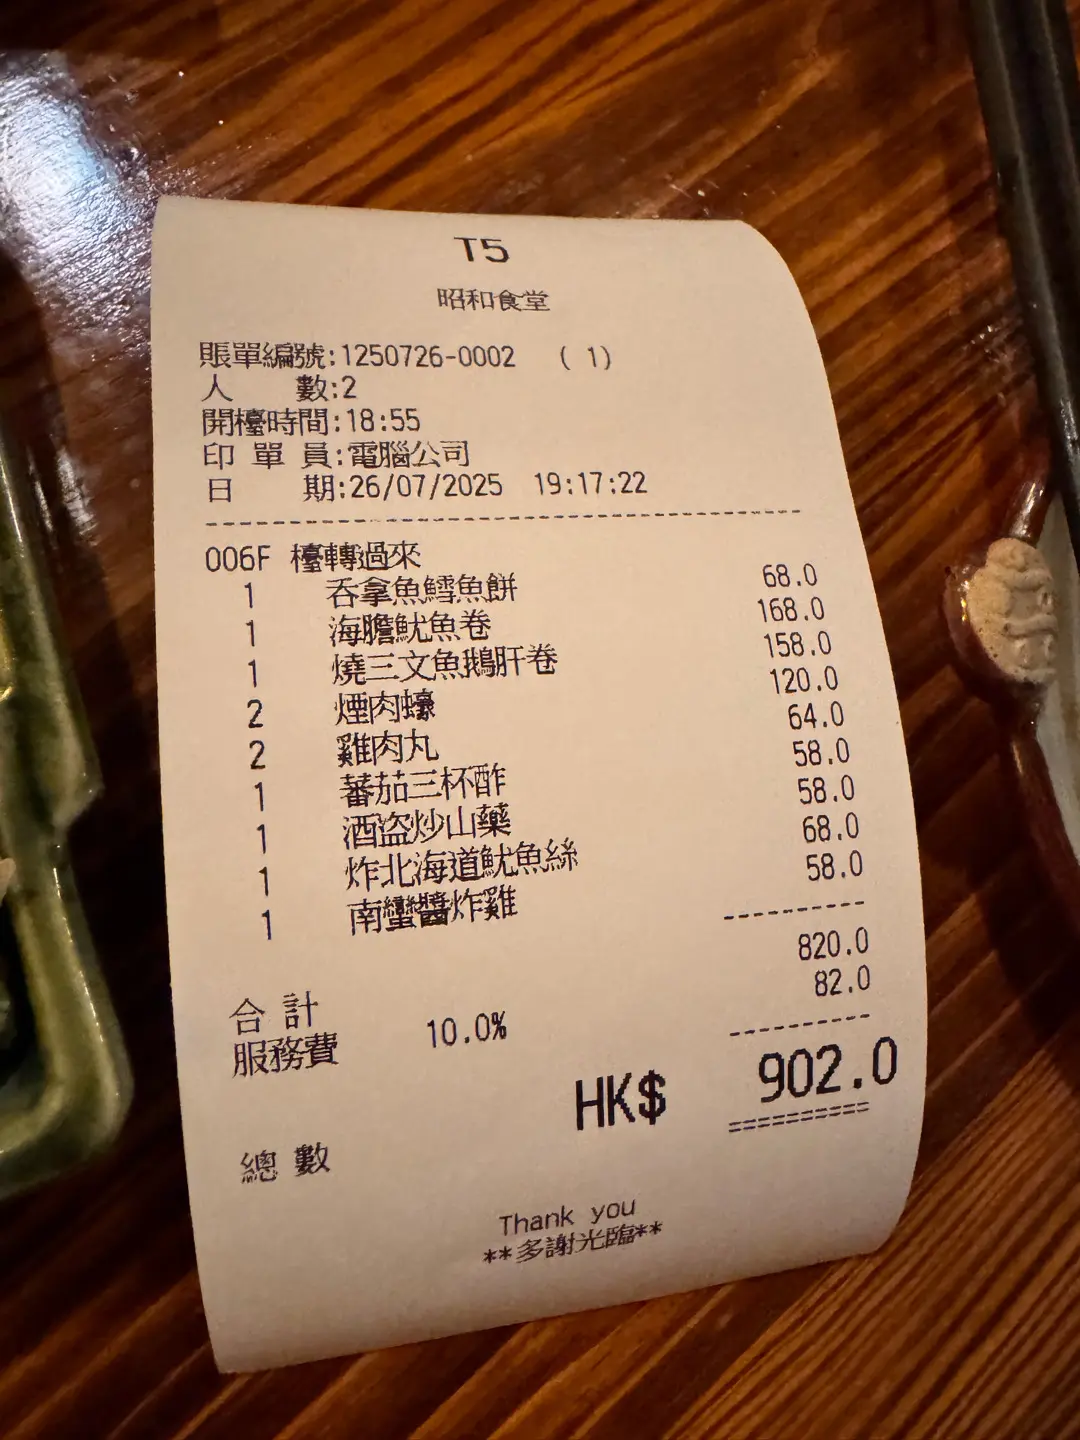 T5
昭和食堂
賬單編號:1250726-0002 ( 1)
人 數:2
開檯時間:18:55
印 單 員:電腦公司
日 期:26/07/2025 19:17:22
006F 檯轉過來
1 吞拿魚鱈魚餅 68.0
1 海膽魷魚卷 168.0
1 燒三文魚鵝肝卷 158.0
2 煙肉蠔 120.0
2 雞肉丸 64.0
1 蕃茄三杯酢 58.0
1 酒盜炒山藥 58.0
1 炸北海道魷魚絲 68.0
1 南蠻醬炸雞 58.0
合 計 820.0
服務費 10.0% 82.0
總 數 HK$ 902.0
Thank you
**多謝光臨**